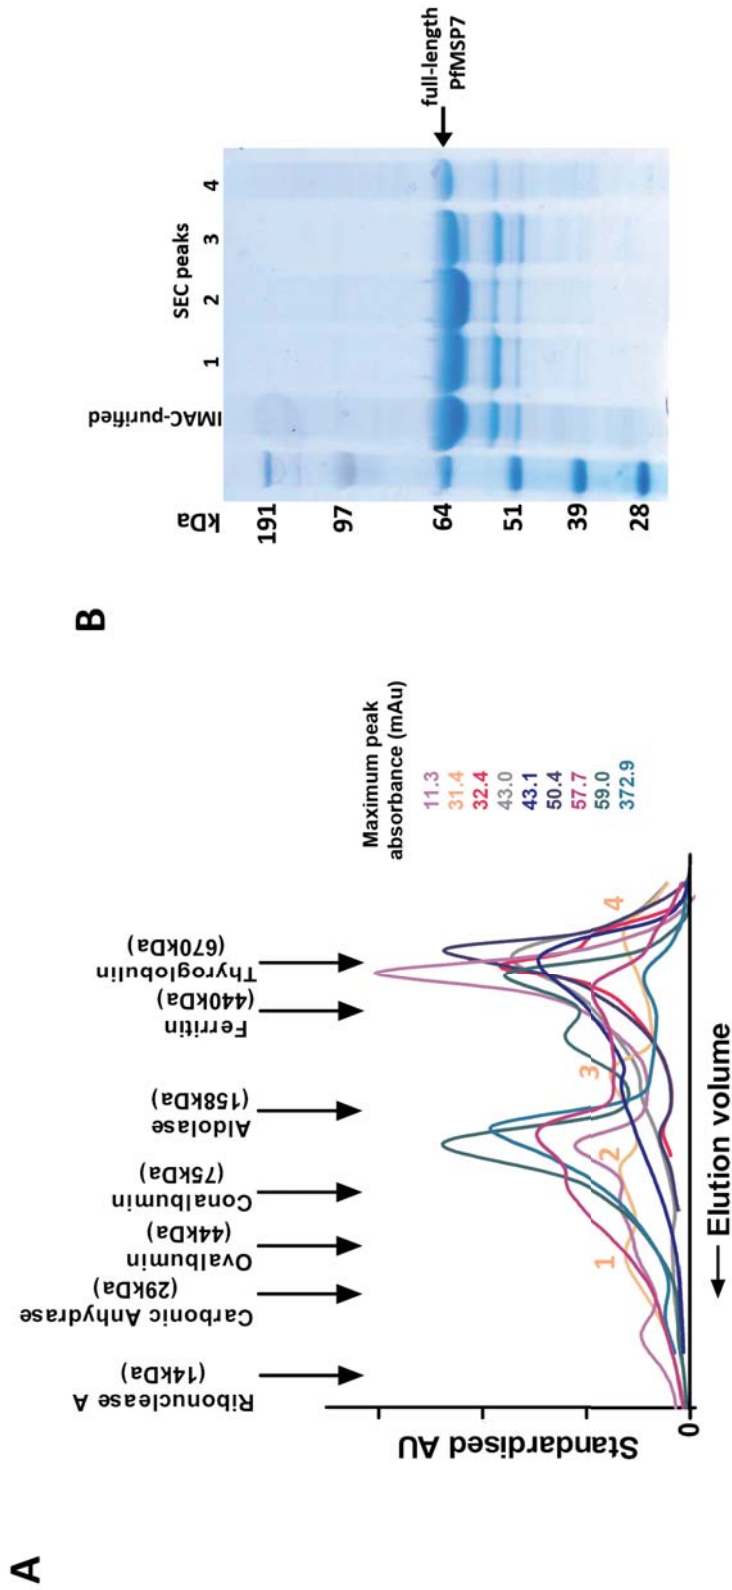 A
Ribonuclease A
(14kDa)
Carbonic Anhydrase
(29kDa)
Ovalbumin
(44kDa)
Conalbumin
(75kDa)
Aldolase
(158kDa)
Ferritin
(440kDa)
Thyroglobulin
(670kDa)
Standardised AU
0
1
2
3
4
Elution volume
Maximum peak
absorbance (mAu)
11.3
31.4
32.4
43.0
43.1
50.4
57.7
59.0
372.9
B
kDa
191
97
64
51
39
28
IMAC-purified
SEC peaks
1
2
3
4
full-length
PfMSP7